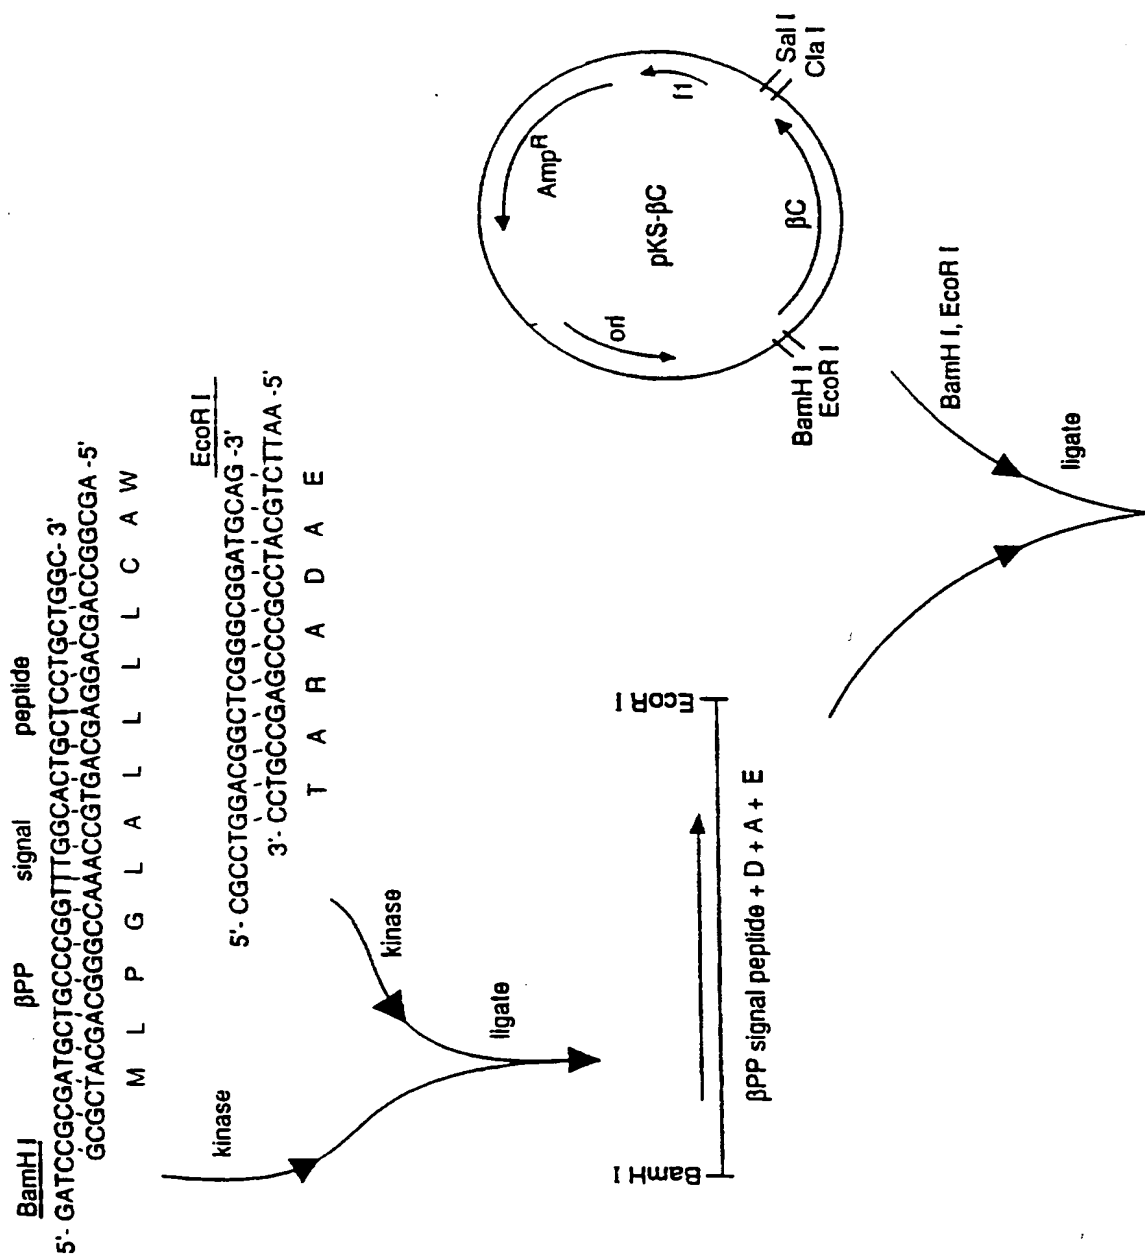 BamH I βPP signal peptide
5'- GATCCGCGATGCTGCCCGGTTTGGCACTGCTCCTGCTGGC- 3'
GCGCTACGACGGGCCAAACCGTGACGAGGACGACCGGCGA -5'
M L P G L A L L L L C A W
EcoR I
5'- CGCCTGGACGGCTCGGGCGGATGCAG -3'
3'- CCTGCCGAGCCCGCCTACGTCTTAA -5'
T A R A D A E
kinase
kinase
ligate
BamH I
EcoR I
βPP signal peptide + D + A + E
Amp^R
f1
ori
pKS-βC
βC
Sal I
Cla I
BamH I
EcoR I
BamH I, EcoR I
ligate